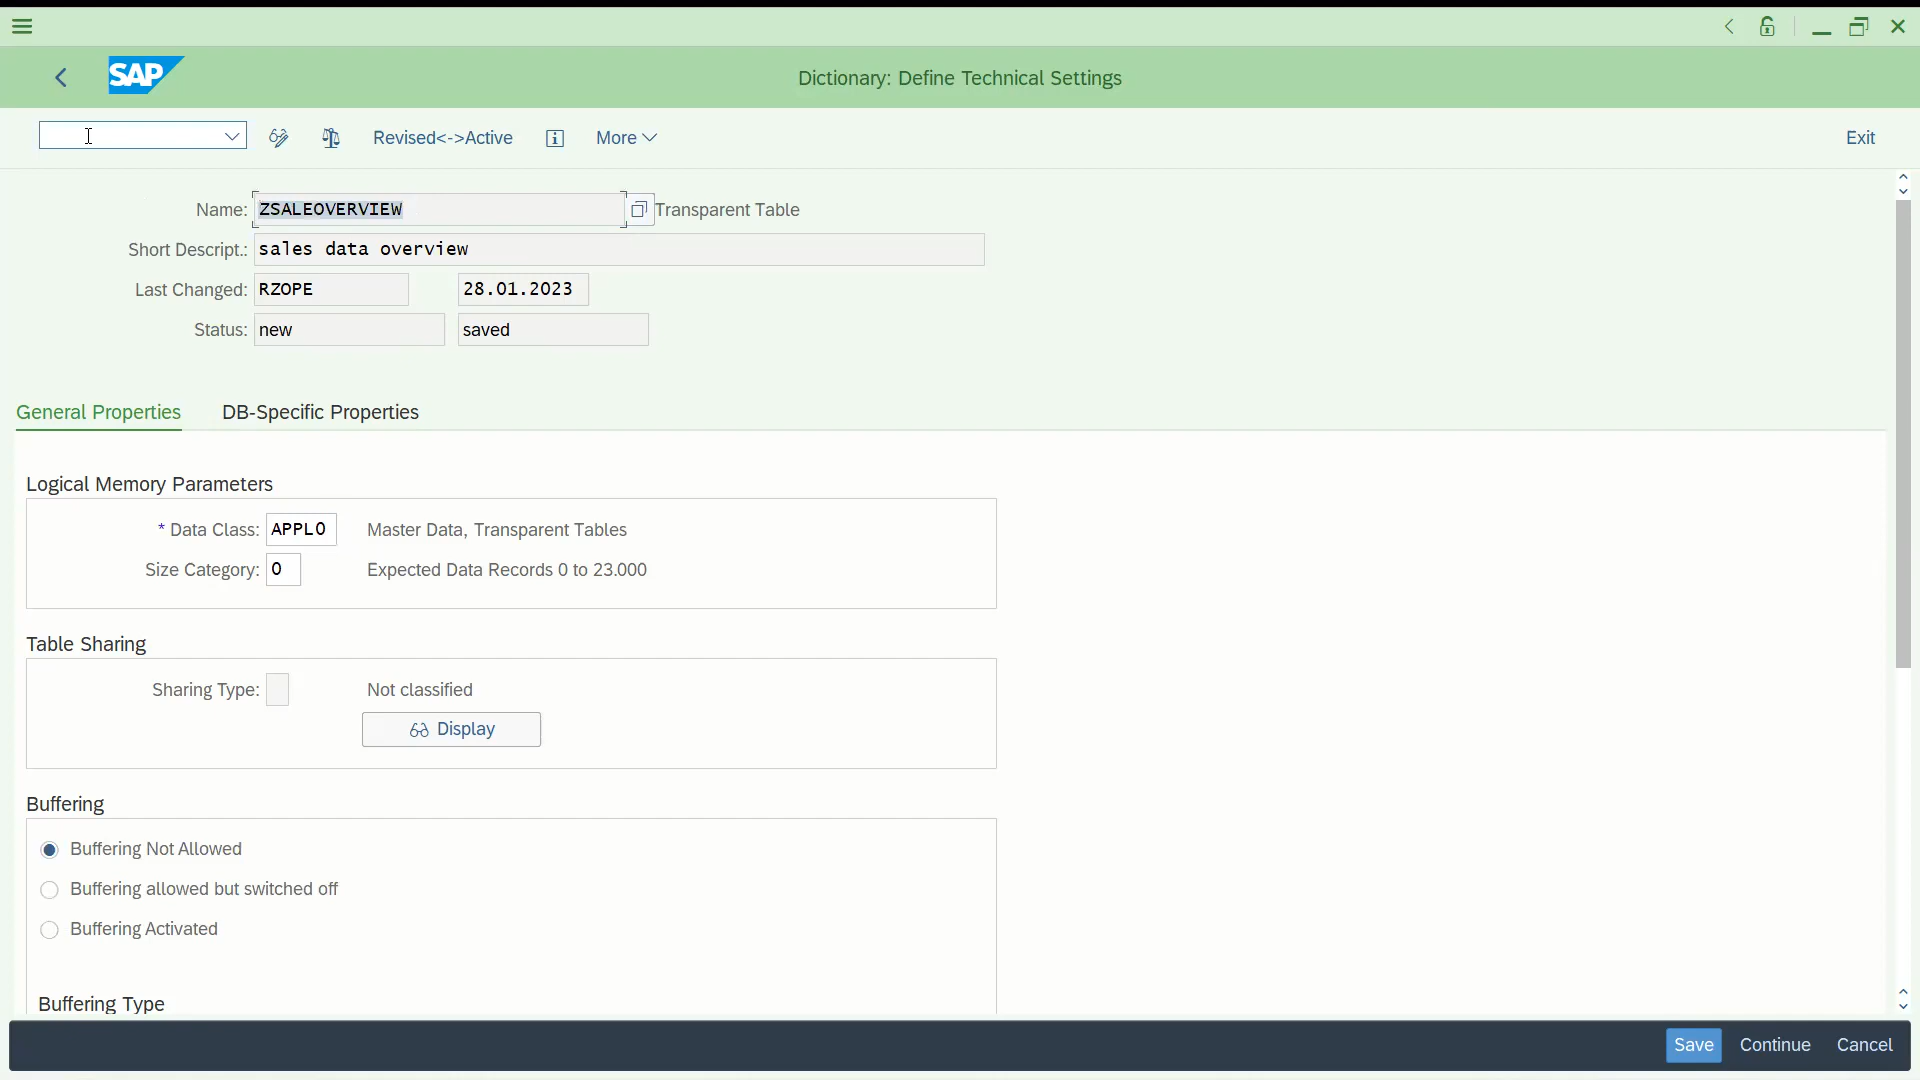 SAP
Dictionary: Define Technical Settings
Revised<->Active
More
Exit
Name: ZSALEOVERVIEW Transparent Table
Short Descript.: sales data overview
Last Changed: RZOPE 28.01.2023
Status: new saved
General Properties DB-Specific Properties
Logical Memory Parameters
* Data Class: APPL0 Master Data, Transparent Tables
Size Category: 0 Expected Data Records 0 to 23.000
Table Sharing
Sharing Type: Not classified
Display
Buffering
Buffering Not Allowed
Buffering allowed but switched off
Buffering Activated
Buffering Type
Save Continue Cancel